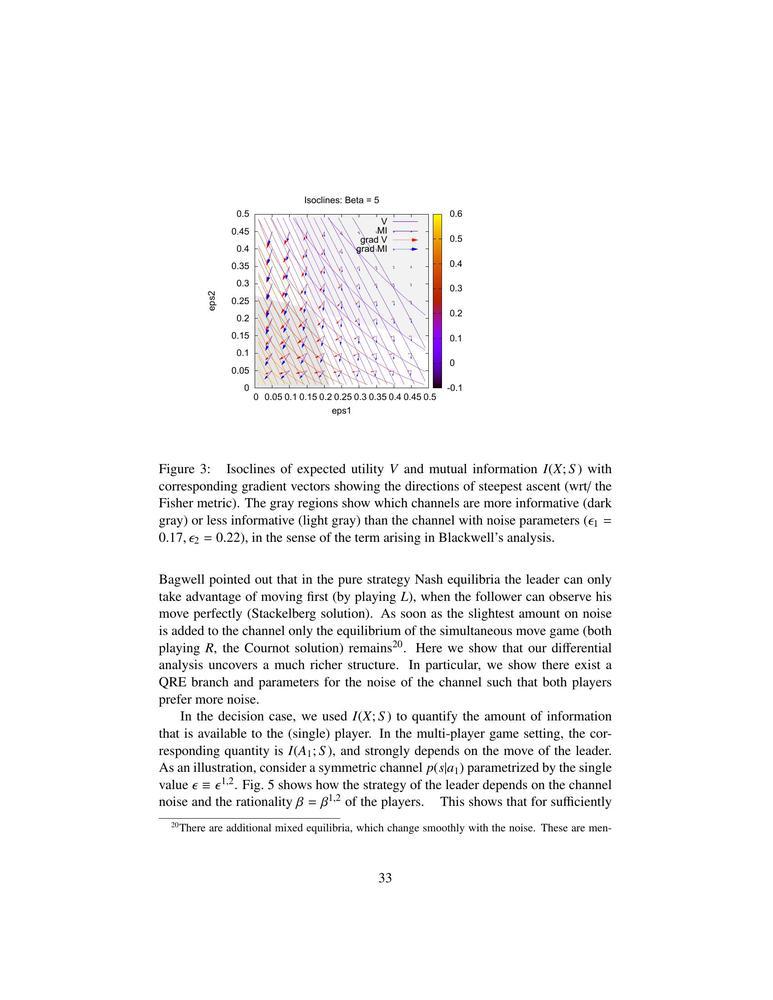 Isoclines: Beta = 5
0.5
0.45
0.4
0.35
0.3
0.25
0.2
0.15
0.1
0.05
0
eps2
0 0.05 0.1 0.15 0.2 0.25 0.3 0.35 0.4 0.45 0.5
eps1
V
MI
grad V
grad MI
0.6
0.5
0.4
0.3
0.2
0.1
0
-0.1
Figure 3: Isoclines of expected utility V and mutual information I(X; S) with
corresponding gradient vectors showing the directions of steepest ascent (wrt/ the
Fisher metric). The gray regions show which channels are more informative (dark
gray) or less informative (light gray) than the channel with noise parameters (ϵ₁ =
0.17, ϵ₂ = 0.22), in the sense of the term arising in Blackwell's analysis.
Bagwell pointed out that in the pure strategy Nash equilibria the leader can only
take advantage of moving first (by playing L), when the follower can observe his
move perfectly (Stackelberg solution). As soon as the slightest amount on noise
is added to the channel only the equilibrium of the simultaneous move game (both
playing R, the Cournot solution) remains²⁰. Here we show that our differential
analysis uncovers a much richer structure. In particular, we show there exist a
QRE branch and parameters for the noise of the channel such that both players
prefer more noise.
In the decision case, we used I(X; S) to quantify the amount of information
that is available to the (single) player. In the multi-player game setting, the cor-
responding quantity is I(A₁; S), and strongly depends on the move of the leader.
As an illustration, consider a symmetric channel p(s|a₁) parametrized by the single
value ϵ ≡ ϵ¹˒². Fig. 5 shows how the strategy of the leader depends on the channel
noise and the rationality β = β¹˒² of the players. This shows that for sufficiently
²⁰There are additional mixed equilibria, which change smoothly with the noise. These are men-
33